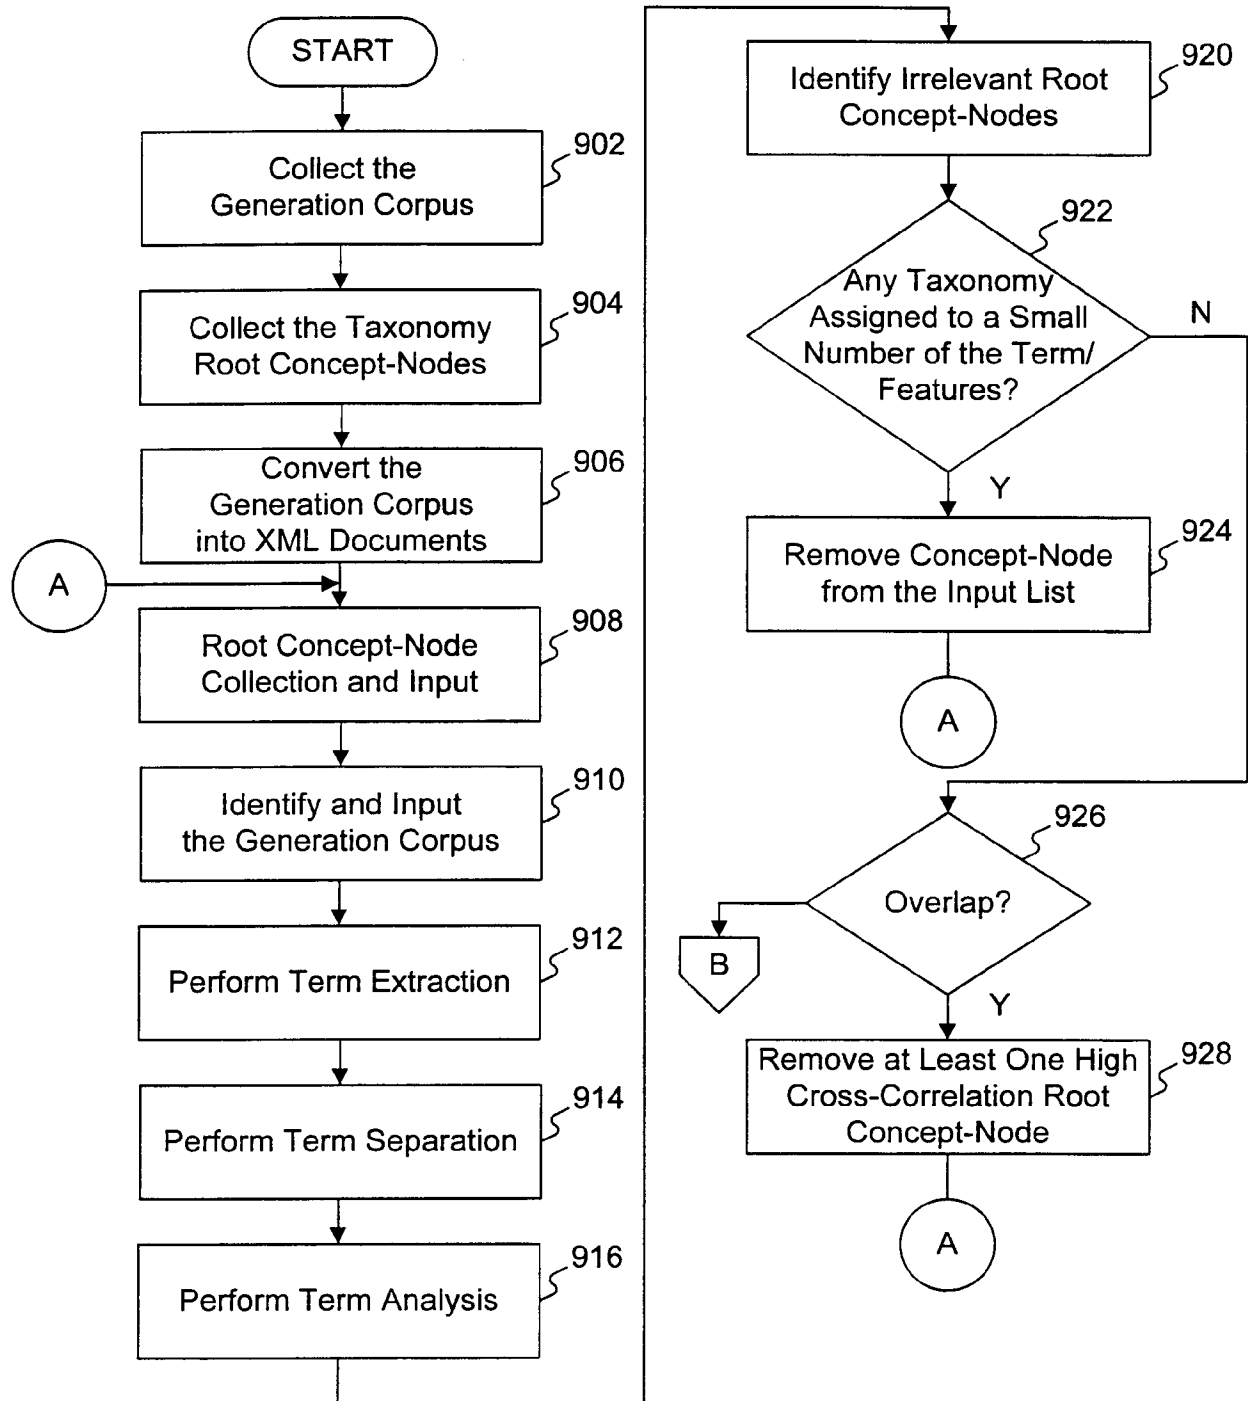 START
902
Collect the
Generation Corpus
904
Collect the Taxonomy
Root Concept-Nodes
906
Convert the
Generation Corpus
into XML Documents
A
908
Root Concept-Node
Collection and Input
910
Identify and Input
the Generation Corpus
912
Perform Term Extraction
914
Perform Term Separation
916
Perform Term Analysis
920
Identify Irrelevant Root
Concept-Nodes
922
Any Taxonomy
Assigned to a Small
Number of the Term/
Features?
N
Y
924
Remove Concept-Node
from the Input List
A
926
Overlap?
B
Y
928
Remove at Least One High
Cross-Correlation Root
Concept-Node
A